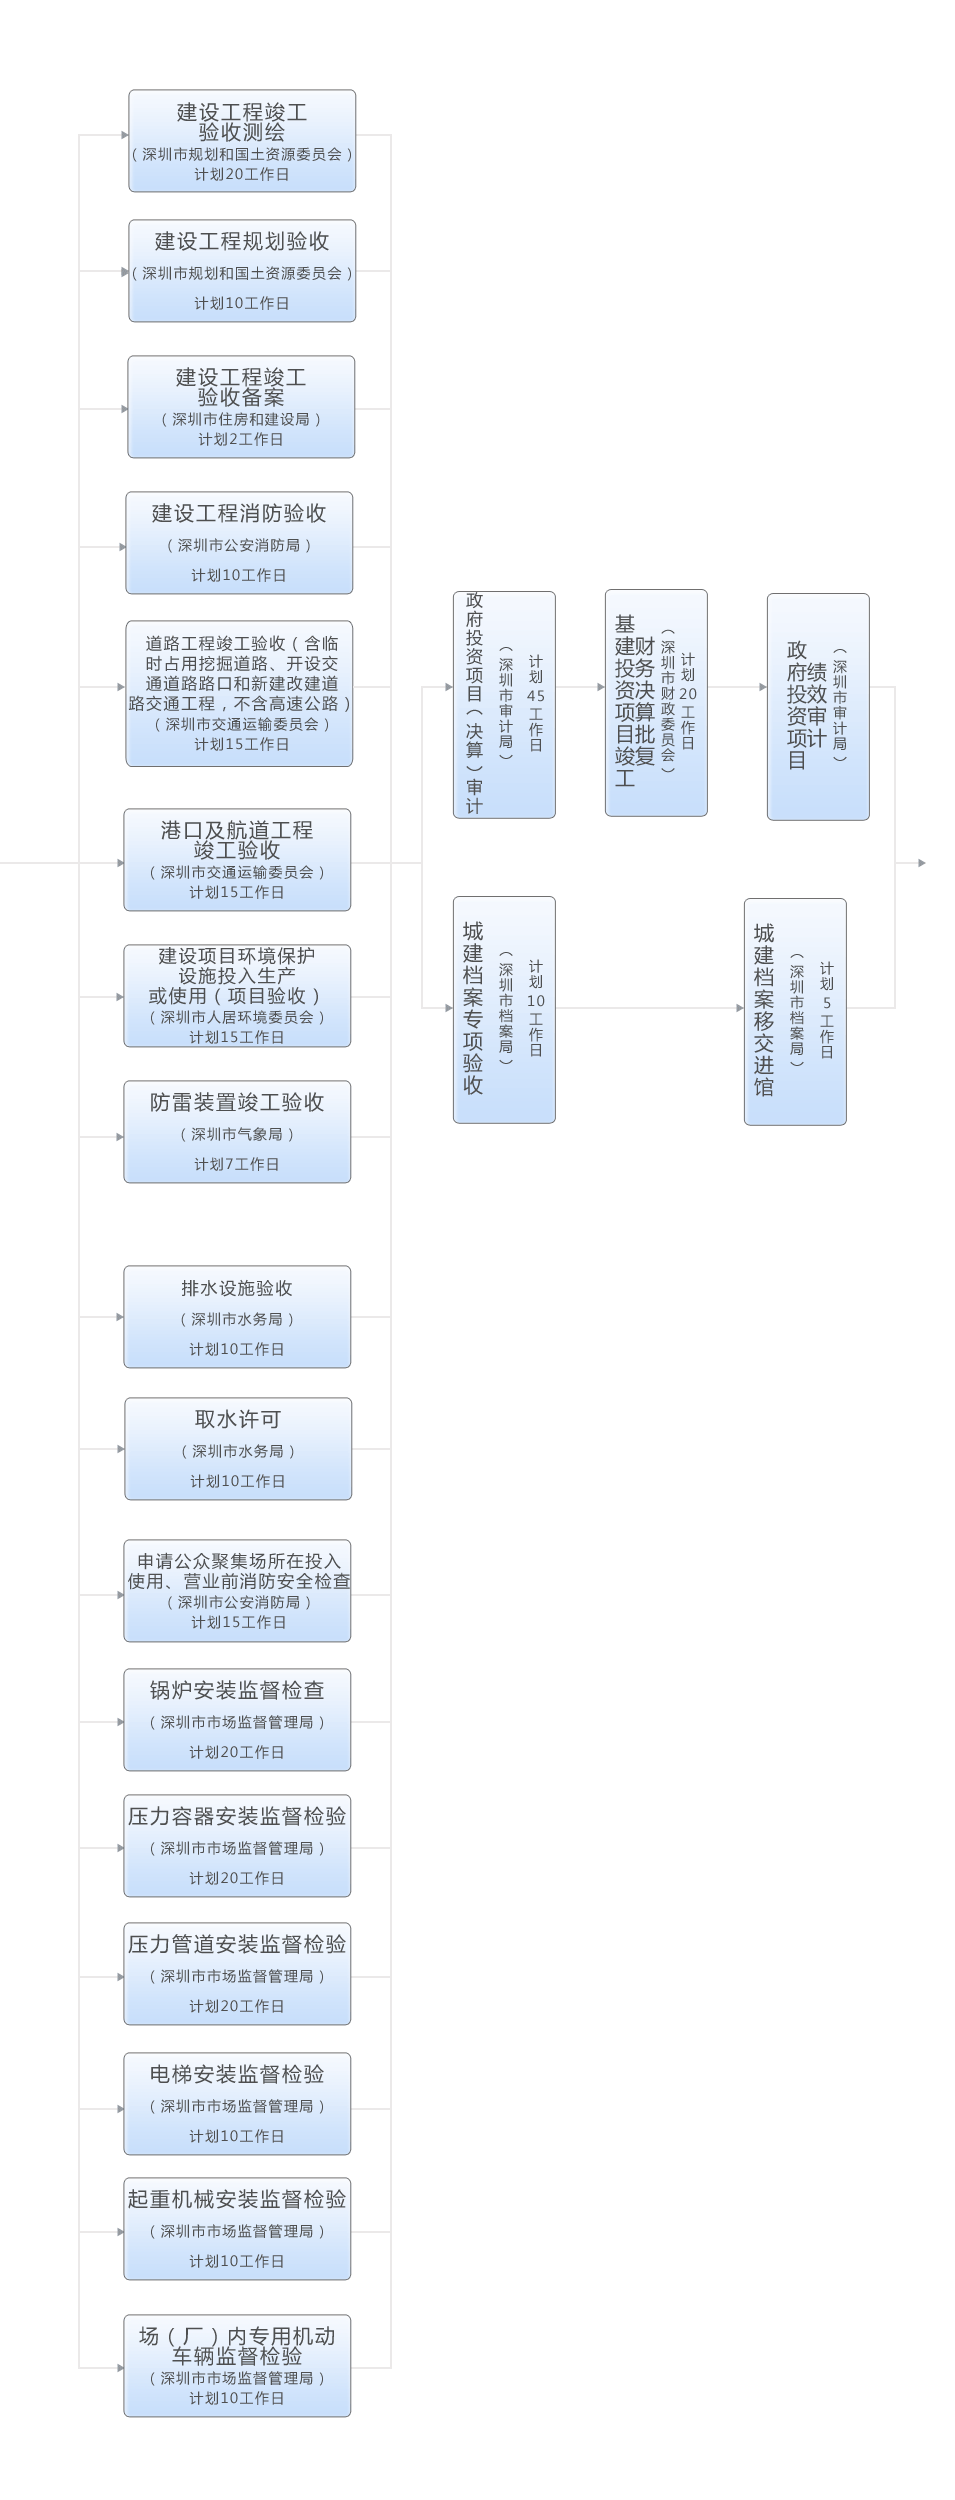 建设工程竣工
验收测绘
（深圳市规划和国土资源委员会）
计划20工作日
建设工程规划验收
（深圳市规划和国土资源委员会）
计划10工作日
建设工程竣工
验收备案
（深圳市住房和建设局）
计划2工作日
建设工程消防验收
（深圳市公安消防局）
计划10工作日
道路工程竣工验收（含临
时占用挖掘道路、开设交
通道路路口和新建改建道
路交通工程，不含高速公路）
（深圳市交通运输委员会）
计划15工作日
港口及航道工程
竣工验收
（深圳市交通运输委员会）
计划15工作日
建设项目环境保护
设施投入生产
或使用（项目验收）
（深圳市人居环境委员会）
计划15工作日
防雷装置竣工验收
（深圳市气象局）
计划7工作日
排水设施验收
（深圳市水务局）
计划10工作日
取水许可
（深圳市水务局）
计划10工作日
申请公众聚集场所在投入
使用、营业前消防安全检查
（深圳市公安消防局）
计划15工作日
锅炉安装监督检查
（深圳市市场监督管理局）
计划20工作日
压力容器安装监督检验
（深圳市市场监督管理局）
计划20工作日
压力管道安装监督检验
（深圳市市场监督管理局）
计划20工作日
电梯安装监督检验
（深圳市市场监督管理局）
计划10工作日
起重机械安装监督检验
（深圳市市场监督管理局）
计划10工作日
场（厂）内专用机动
车辆监督检验
（深圳市市场监督管理局）
计划10工作日
政府投资项目（决算）审计
（深圳市审计局）
计划45工作日
基建投资项目竣工
财务决算批复
（深圳市财政委员会）
计划20工作日
政府投资项目
绩效审计
（深圳市审计局）
城建档案专项验收
（深圳市档案局）
计划10工作日
城建档案移交进馆
（深圳市档案局）
计划5工作日